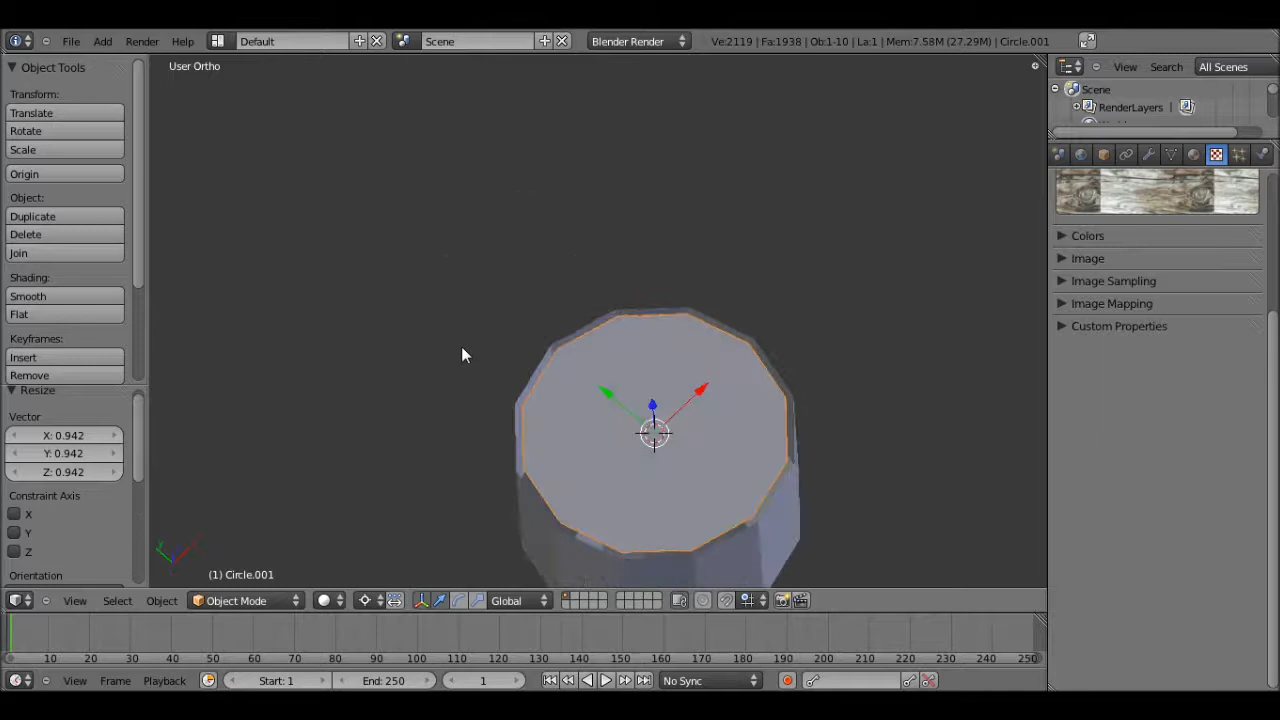 File Add Render Help Default Scene Blender Render Ve:2119 | Fa:1938 | Ob:1-10 | La:1 | Mem:7.58M (27.29M) | Circle.001
Object Tools
User Ortho
View Search All Scenes
Transform:
Scene
Translate
RenderLayers |
Rotate
Scale
Origin
Object:
Duplicate
Colors
Delete
Join
Image
Shading:
Image Sampling
Smooth
Image Mapping
Flat
Custom Properties
Keyframes:
Insert
Remove
Resize
Vector
X: 0.942
Y: 0.942
Z: 0.942
Constraint Axis
X
Y
Z
Orientation
(1) Circle.001
View Select Object Object Mode Global
10 20 30 40 50 60 70 80 90 100 110 120 130 140 150 160 170 180 190 200 210 220 230 240 250
View Frame Playback Start: 1 End: 250 1 No Sync